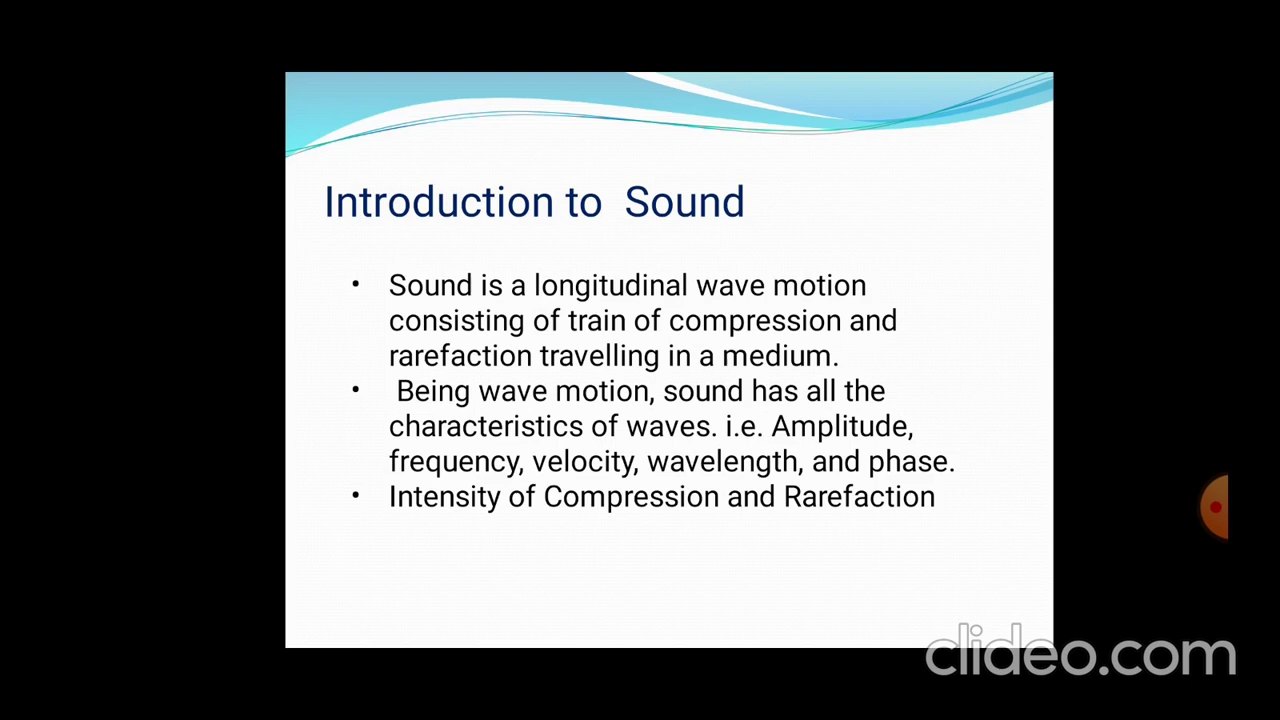 Introduction to  Sound
• Sound is a longitudinal wave motion
consisting of train of compression and
rarefaction travelling in a medium.
•  Being wave motion, sound has all the
characteristics of waves. i.e. Amplitude,
frequency, velocity, wavelength, and phase.
• Intensity of Compression and Rarefaction
clideo.com